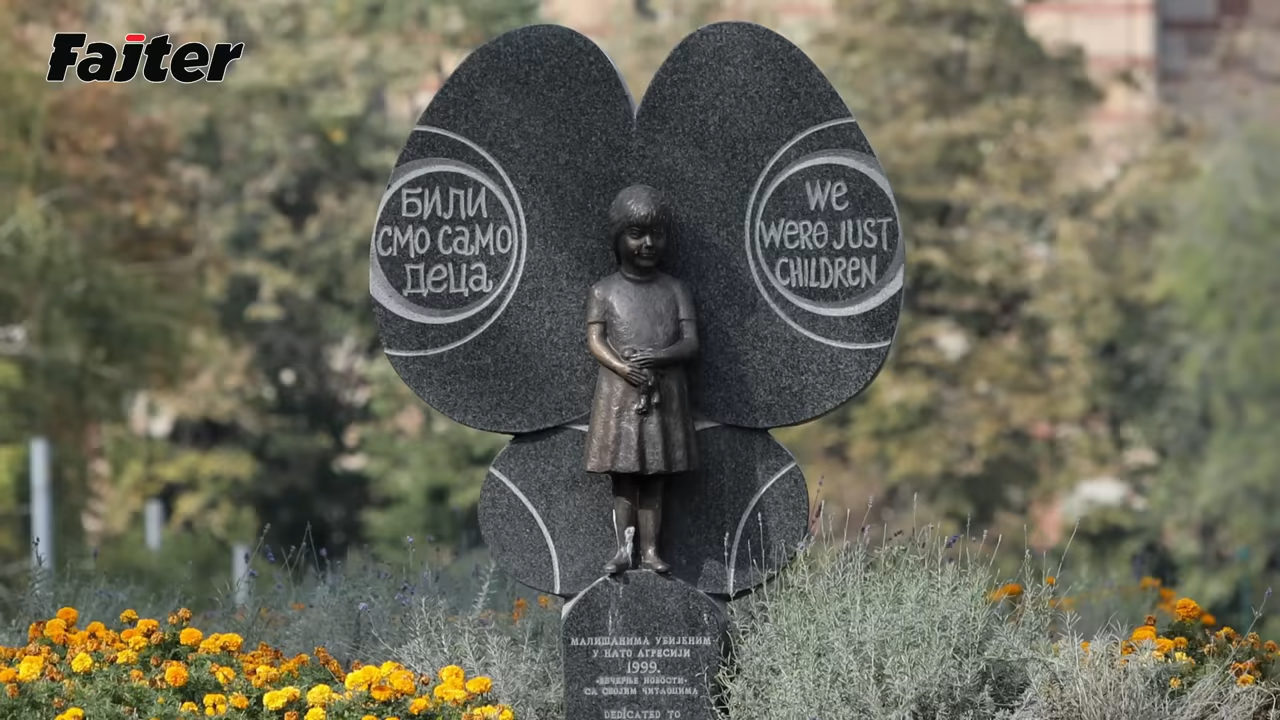 Fajter
БИЛИ
СМО САМО
ДЕЦА
WE
WERE JUST
CHILDREN
МАЛИШАНИМА УБИЈЕНИМ
У НАТО АГРЕСИЈИ
1999.
•ВЕЧЕРЊЕ НОВОСТИ•
СА СВОЈИМ ЧИТАОЦИМА
DEDICATED TO